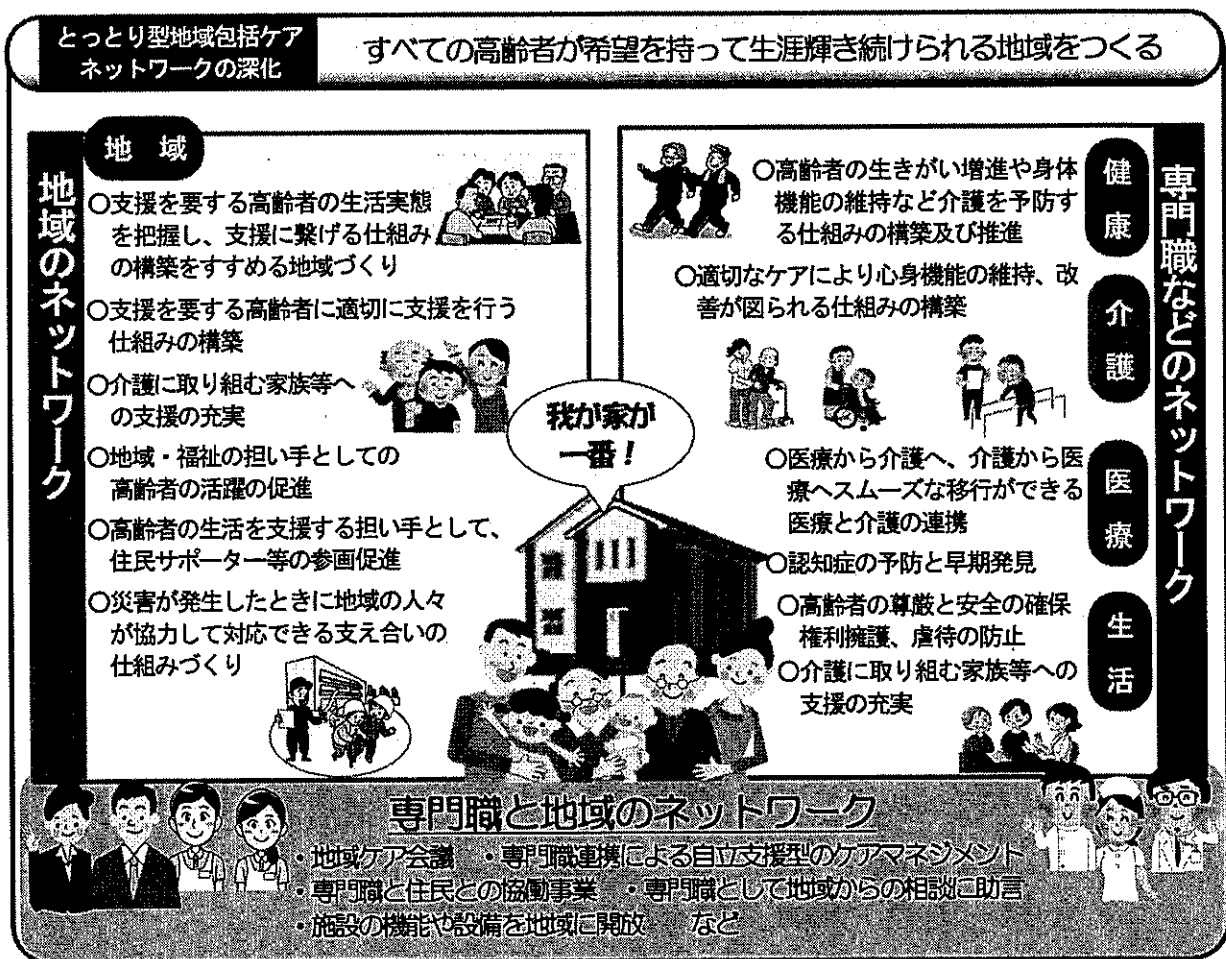 とっとり型地域包括ケア
ネットワークの深化
すべての高齢者が希望を持って生涯輝き続けられる地域をつくる
地域のネットワーク
地域
○支援を要する高齢者の生活実態
を把握し、支援に繋げる仕組み
の構築をすすめる地域づくり
○支援を要する高齢者に適切に支援を行う
仕組みの構築
○介護に取り組む家族等へ
の支援の充実
○地域・福祉の担い手としての
高齢者の活躍の促進
○高齢者の生活を支援する担い手として、
住民サポーター等の参画促進
○災害が発生したときに地域の人々
が協力して対応できる支え合いの
仕組みづくり
我が家が
一番！
専門職などのネットワーク
健康
○高齢者の生きがい増進や身体
機能の維持など介護を予防す
る仕組みの構築及び推進
介護
○適切なケアにより心身機能の維持、改
善が図られる仕組みの構築
医療
○医療から介護へ、介護から医
療へスムーズな移行ができる
医療と介護の連携
○認知症の予防と早期発見
生活
○高齢者の尊厳と安全の確保
権利擁護、虐待の防止
○介護に取り組む家族等への
支援の充実
専門職と地域のネットワーク
・地域ケア会議　・専門職連携による自立支援型のケアマネジメント
・専門職と住民との協働事業　・専門職として地域からの相談に助言
・施設の機能や設備を地域に開放　など